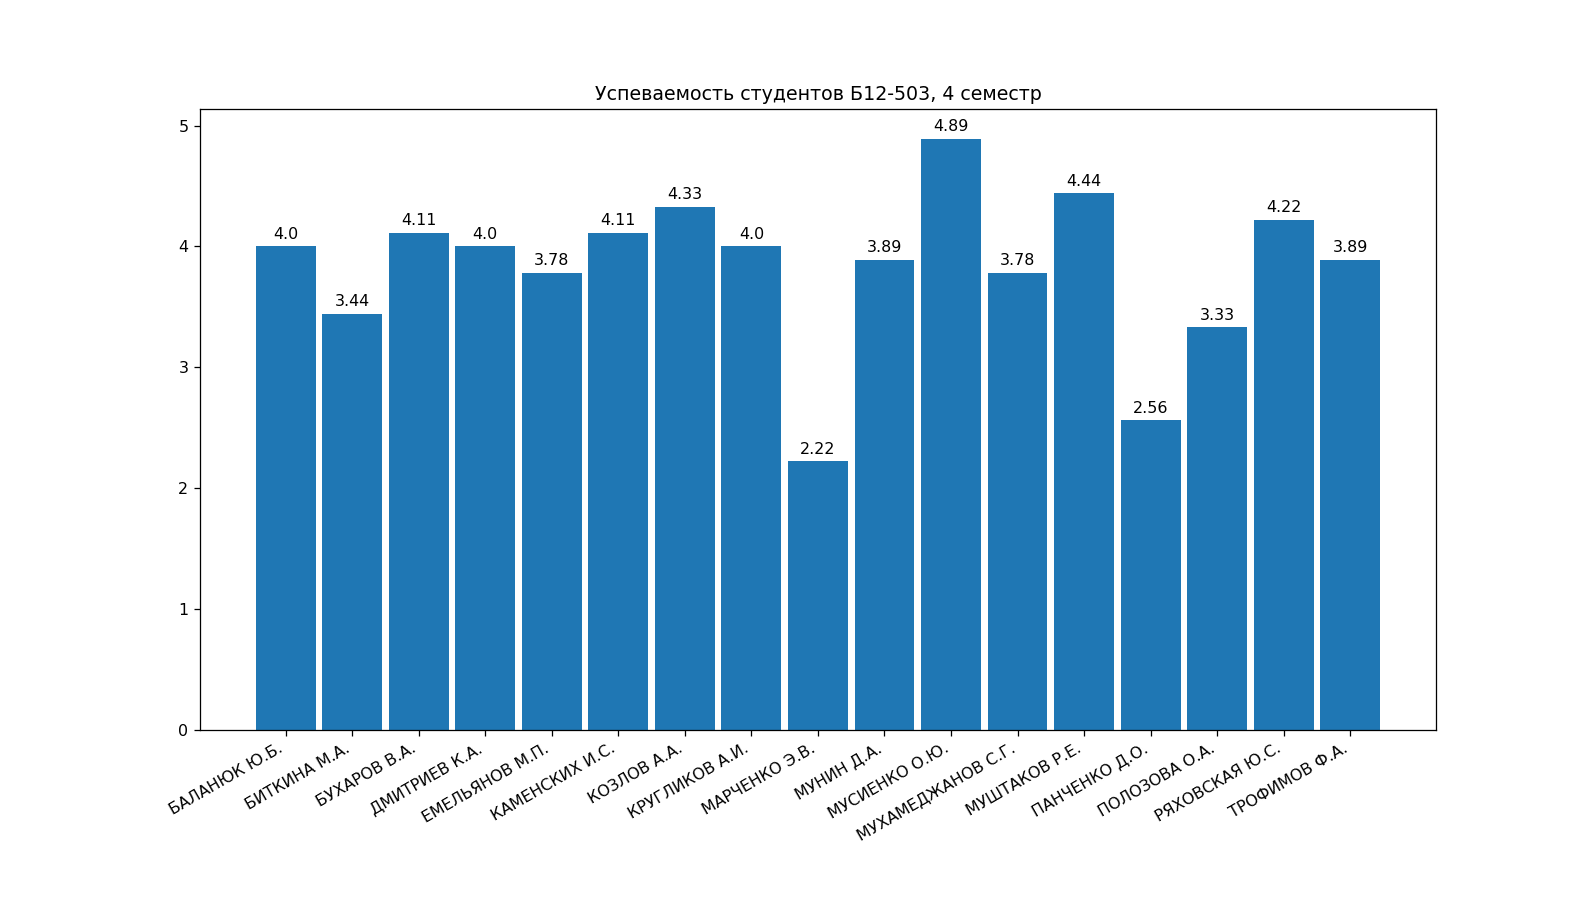 Успеваемость студентов Б12-503, 4 семестр
5
4
3
2
1
0
4.0
3.44
4.11
4.0
3.78
4.11
4.33
4.0
2.22
3.89
4.89
3.78
4.44
2.56
3.33
4.22
3.89
БАЛАНЮК Ю.Б.
БИТКИНА М.А.
БУХАРОВ В.А.
ДМИТРИЕВ К.А.
ЕМЕЛЬЯНОВ М.П.
КАМЕНСКИХ И.С.
КОЗЛОВ А.А.
КРУГЛИКОВ А.И.
МАРЧЕНКО Э.В.
МУНИН Д.А.
МУСИЕНКО О.Ю.
МУХАМЕДЖАНОВ С.Г.
МУШТАКОВ Р.Е.
ПАНЧЕНКО Д.О.
ПОЛОЗОВА О.А.
РЯХОВСКАЯ Ю.С.
ТРОФИМОВ Ф.А.